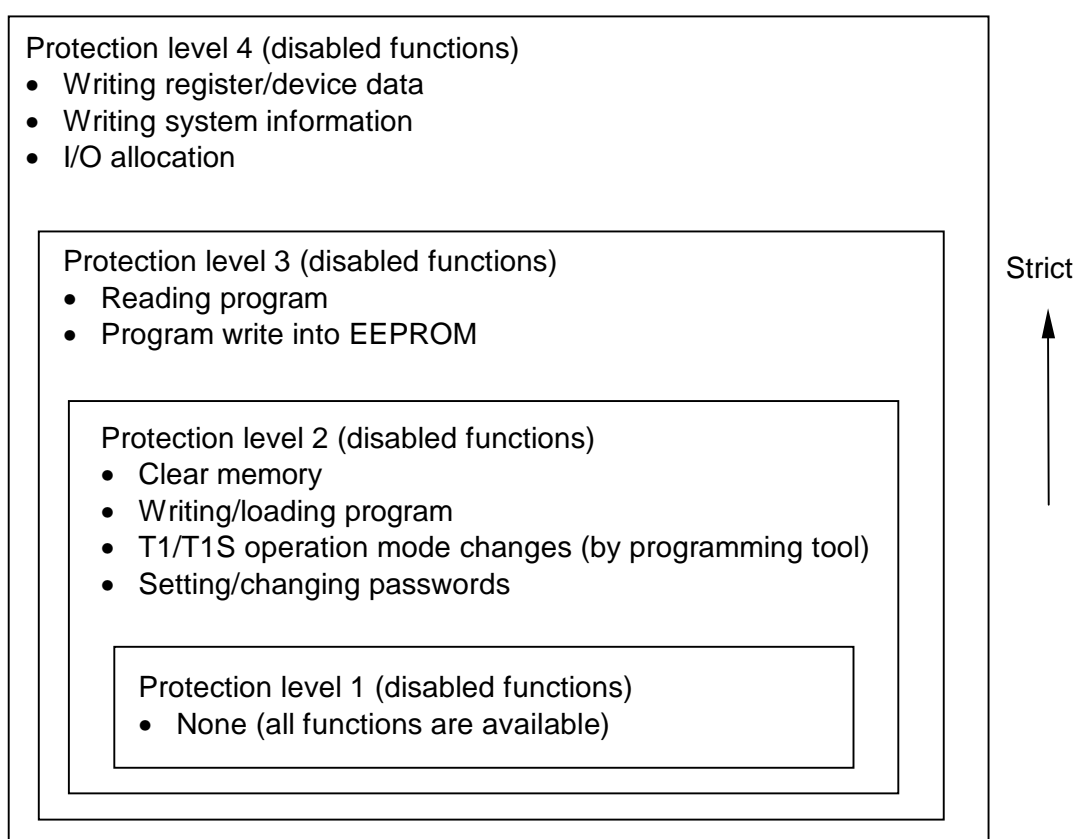 Protection level 4 (disabled functions)
• Writing register/device data
• Writing system information
• I/O allocation
Protection level 3 (disabled functions)
• Reading program
• Program write into EEPROM
Strict
Protection level 2 (disabled functions)
• Clear memory
• Writing/loading program
• T1/T1S operation mode changes (by programming tool)
• Setting/changing passwords
Protection level 1 (disabled functions)
• None (all functions are available)